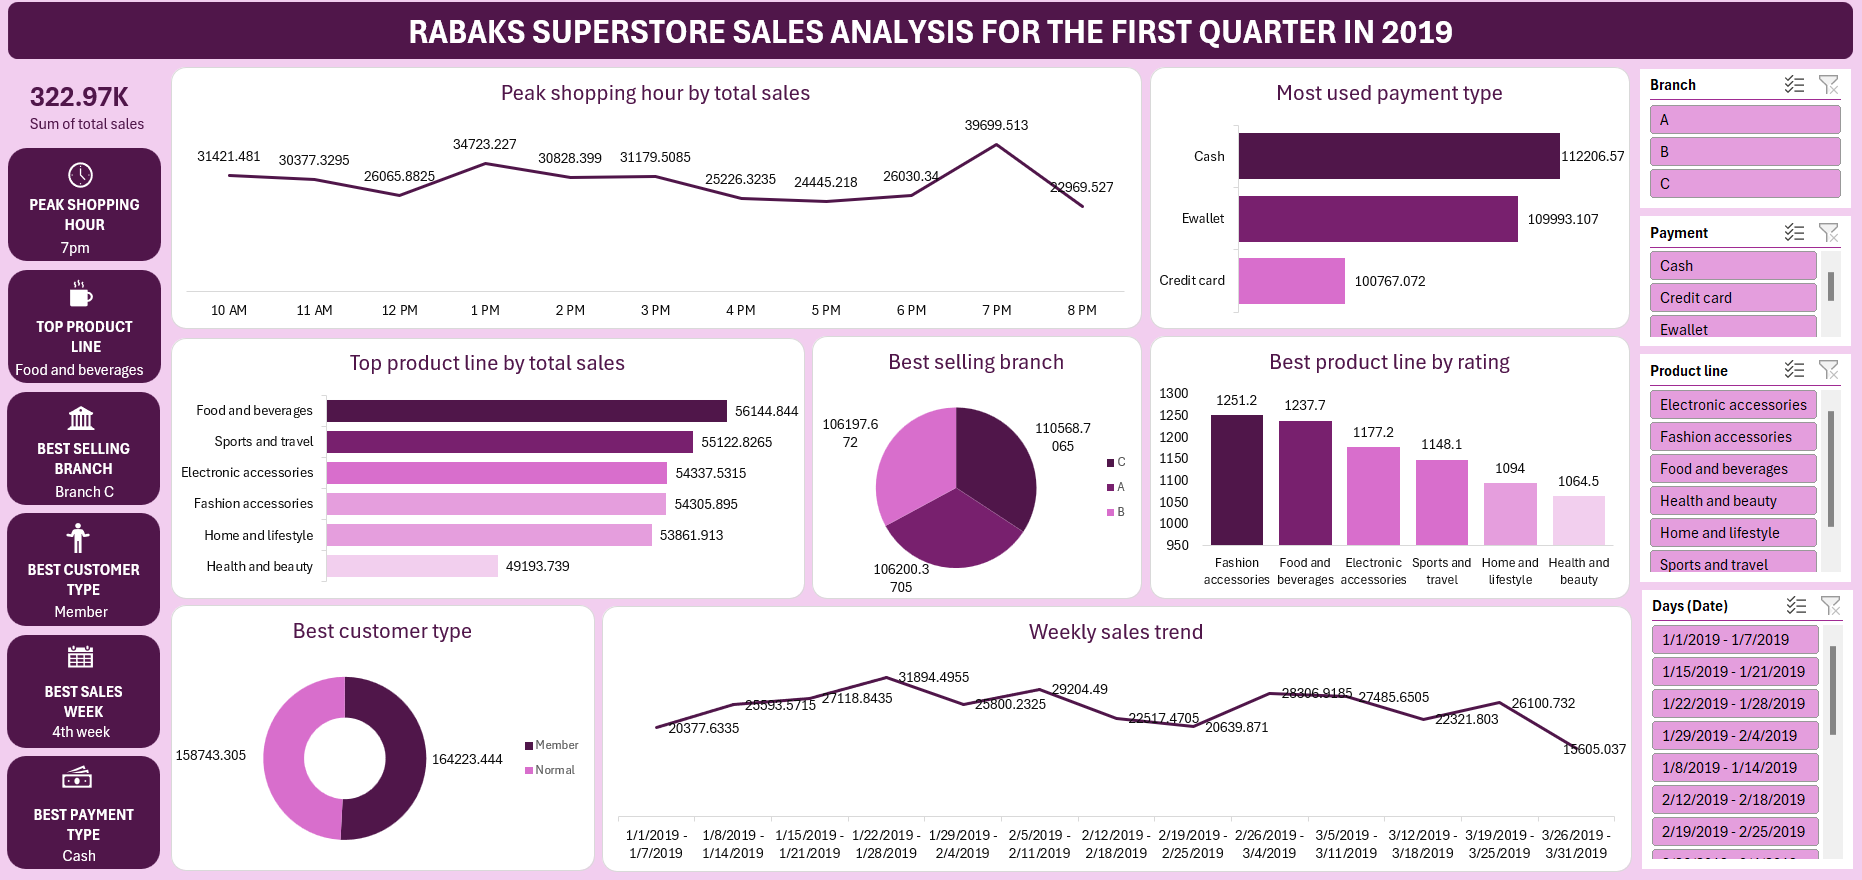 RABAKS SUPERSTORE SALES ANALYSIS FOR THE FIRST QUARTER IN 2019
322.97K
Sum of total sales
PEAK SHOPPING
HOUR
7pm
TOP PRODUCT
LINE
Food and beverages
BEST SELLING
BRANCH
Branch C
BEST CUSTOMER
TYPE
Member
BEST SALES
WEEK
4th week
BEST PAYMENT
TYPE
Cash
Peak shopping hour by total sales
31421.481
30377.3295
26065.8825
34723.227
30828.399
31179.5085
25226.3235
24445.218
26030.34
39699.513
22969.527
10 AM
11 AM
12 PM
1 PM
2 PM
3 PM
4 PM
5 PM
6 PM
7 PM
8 PM
Most used payment type
Cash
112206.57
Ewallet
109993.107
Credit card
100767.072
Top product line by total sales
Food and beverages
56144.844
Sports and travel
55122.8265
Electronic accessories
54337.5315
Fashion accessories
54305.895
Home and lifestyle
53861.913
Health and beauty
49193.739
Best selling branch
106197.6
72
110568.7
065
106200.3
705
C
A
B
Best product line by rating
1300
1250
1200
1150
1100
1050
1000
950
1251.2
1237.7
1177.2
1148.1
1094
1064.5
Fashion
accessories
Food and
beverages
Electronic
accessories
Sports and
travel
Home and
lifestyle
Health and
beauty
Best customer type
158743.305
164223.444
Member
Normal
Weekly sales trend
20377.6335
25593.5715
27118.8435
31894.4955
25800.2325
29204.49
22517.4705
20639.871
28306.9185
27485.6505
22321.803
26100.732
15605.037
1/1/2019 -
1/7/2019
1/8/2019 -
1/14/2019
1/15/2019 -
1/21/2019
1/22/2019 -
1/28/2019
1/29/2019 -
2/4/2019
2/5/2019 -
2/11/2019
2/12/2019 -
2/18/2019
2/19/2019 -
2/25/2019
2/26/2019 -
3/4/2019
3/5/2019 -
3/11/2019
3/12/2019 -
3/18/2019
3/19/2019 -
3/25/2019
3/26/2019 -
3/31/2019
Branch
A
B
C
Payment
Cash
Credit card
Ewallet
Product line
Electronic accessories
Fashion accessories
Food and beverages
Health and beauty
Home and lifestyle
Sports and travel
Days (Date)
1/1/2019 - 1/7/2019
1/15/2019 - 1/21/2019
1/22/2019 - 1/28/2019
1/29/2019 - 2/4/2019
1/8/2019 - 1/14/2019
2/12/2019 - 2/18/2019
2/19/2019 - 2/25/2019